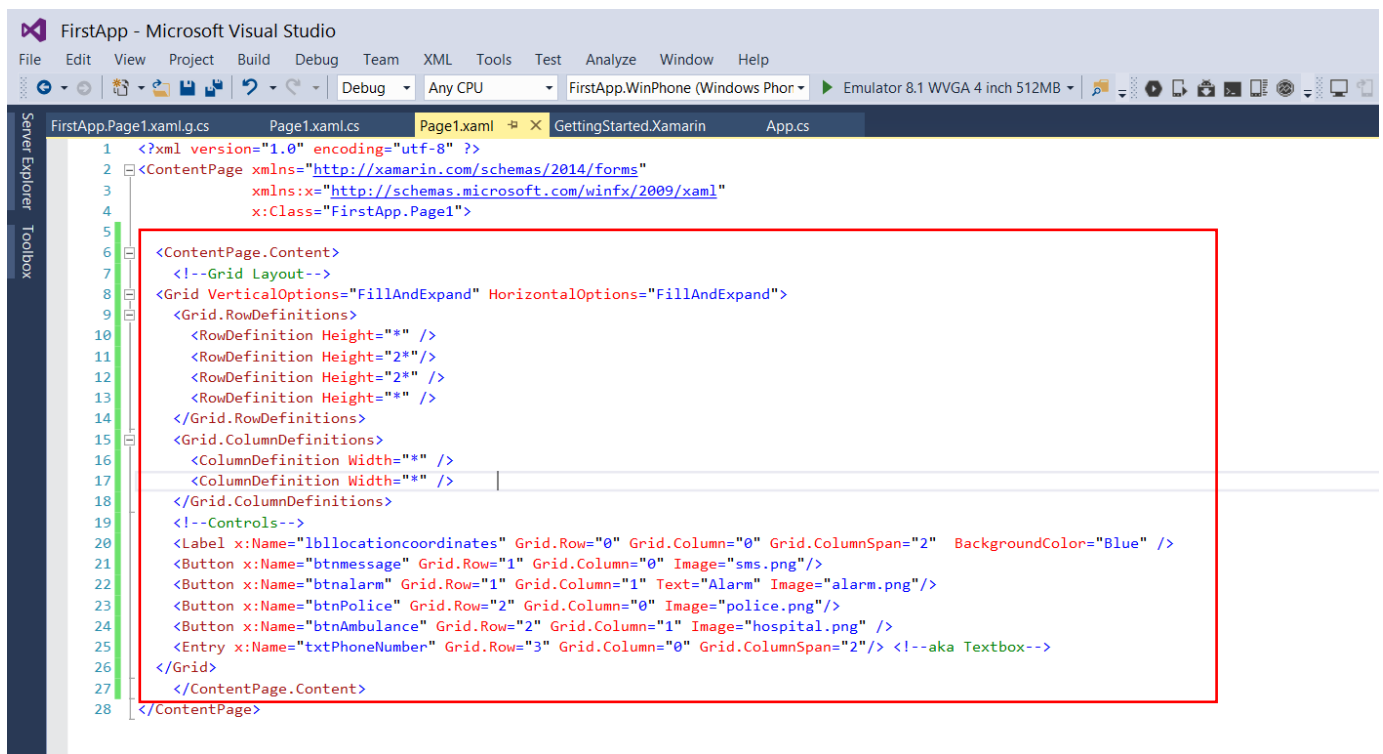 FirstApp - Microsoft Visual Studio
File Edit View Project Build Debug Team XML Tools Test Analyze Window Help
Debug Any CPU FirstApp.WinPhone (Windows Phor Emulator 8.1 WVGA 4 inch 512MB
Server Explorer
Toolbox
FirstApp.Page1.xaml.g.cs Page1.xaml.cs Page1.xaml GettingStarted.Xamarin App.cs
1 <?xml version="1.0" encoding="utf-8" ?>
2 <ContentPage xmlns="http://xamarin.com/schemas/2014/forms"
3 xmlns:x="http://schemas.microsoft.com/winfx/2009/xaml"
4 x:Class="FirstApp.Page1">
5
6 <ContentPage.Content>
7 <!--Grid Layout-->
8 <Grid VerticalOptions="FillAndExpand" HorizontalOptions="FillAndExpand">
9 <Grid.RowDefinitions>
10 <RowDefinition Height="*" />
11 <RowDefinition Height="2*"/>
12 <RowDefinition Height="2*" />
13 <RowDefinition Height="*" />
14 </Grid.RowDefinitions>
15 <Grid.ColumnDefinitions>
16 <ColumnDefinition Width="*" />
17 <ColumnDefinition Width="*" />
18 </Grid.ColumnDefinitions>
19 <!--Controls-->
20 <Label x:Name="lbllocationcoordinates" Grid.Row="0" Grid.Column="0" Grid.ColumnSpan="2" BackgroundColor="Blue" />
21 <Button x:Name="btnmessage" Grid.Row="1" Grid.Column="0" Image="sms.png"/>
22 <Button x:Name="btnalarm" Grid.Row="1" Grid.Column="1" Text="Alarm" Image="alarm.png"/>
23 <Button x:Name="btnPolice" Grid.Row="2" Grid.Column="0" Image="police.png"/>
24 <Button x:Name="btnAmbulance" Grid.Row="2" Grid.Column="1" Image="hospital.png" />
25 <Entry x:Name="txtPhoneNumber" Grid.Row="3" Grid.Column="0" Grid.ColumnSpan="2"/> <!--aka Textbox-->
26 </Grid>
27 </ContentPage.Content>
28 </ContentPage>